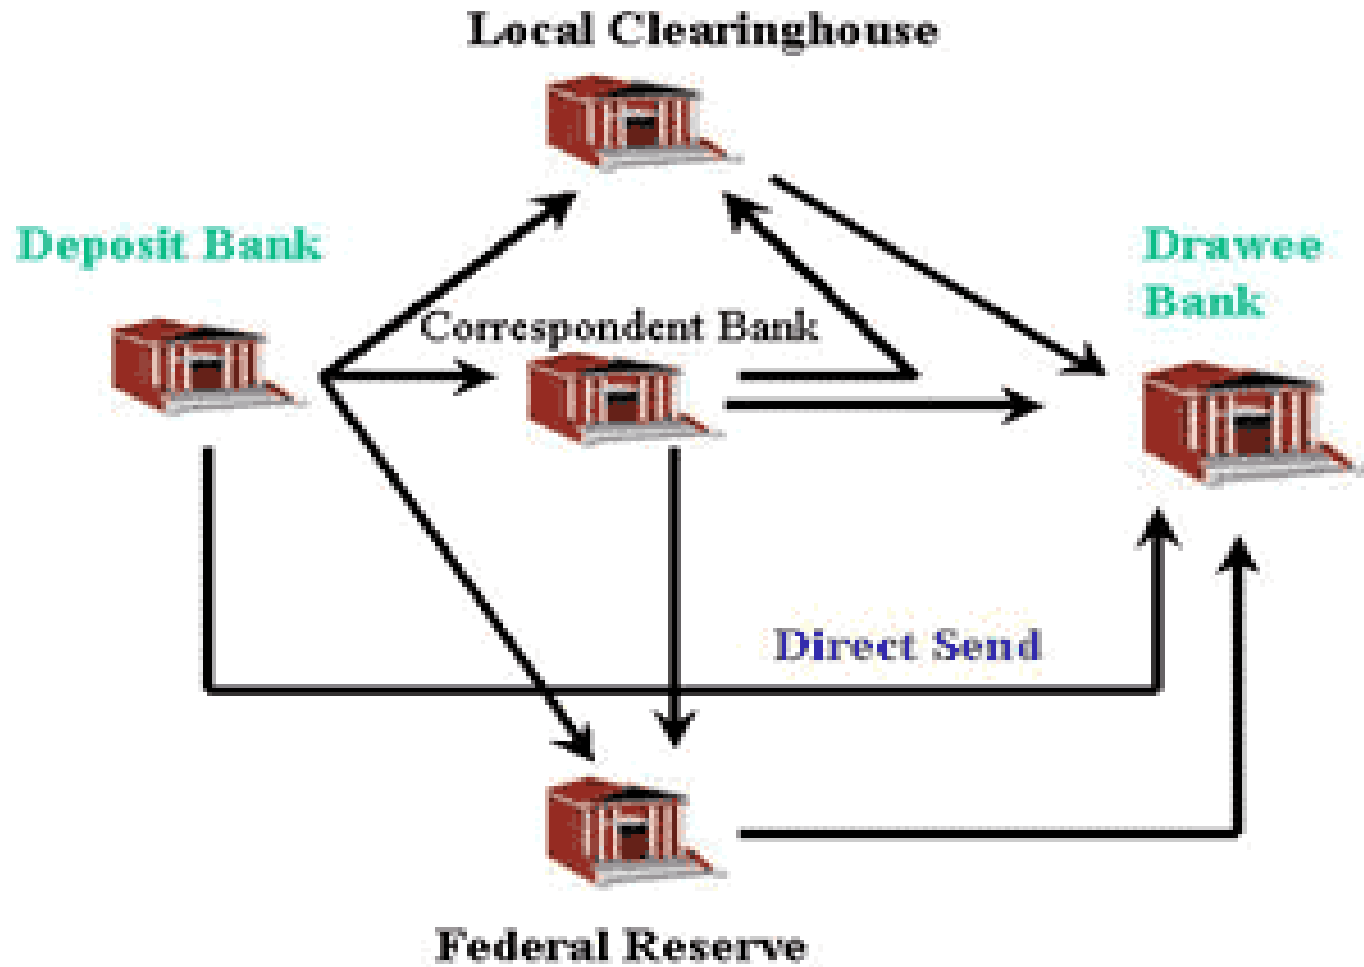 Local Clearinghouse
Deposit Bank
Drawee
Bank
Correspondent Bank
Direct Send
Federal Reserve